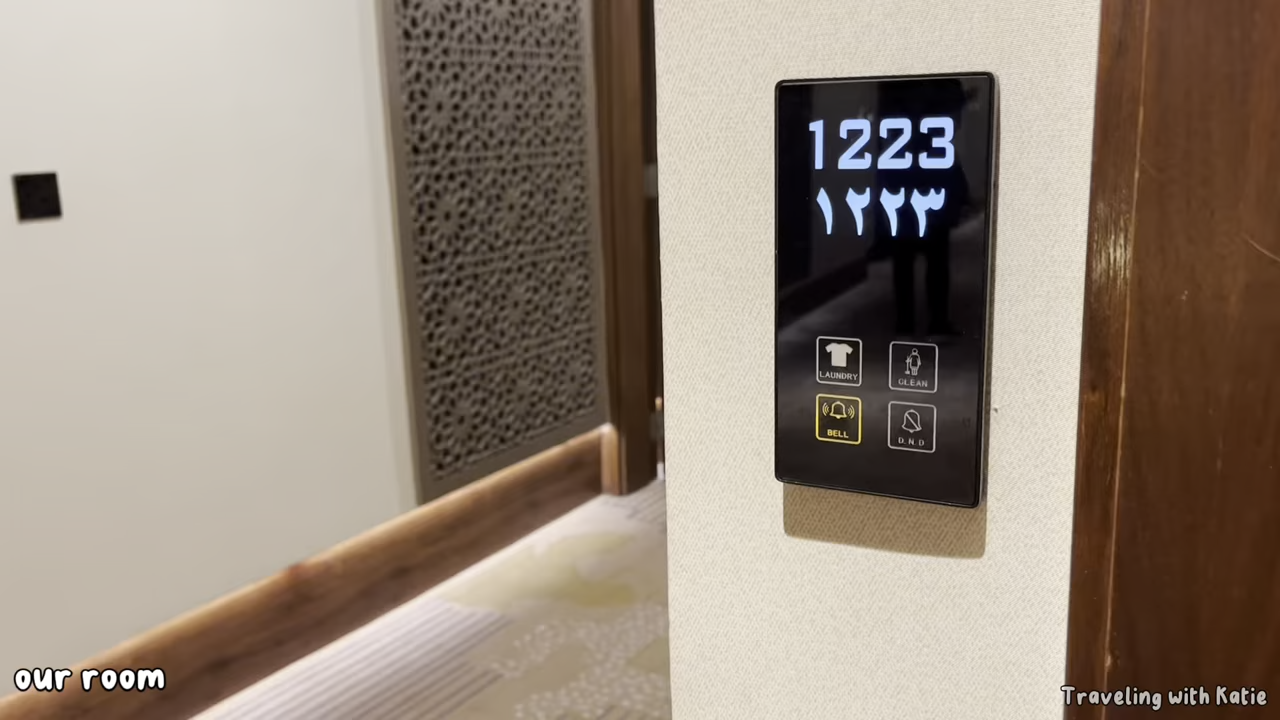 1223
١٢٢٣
LAUNDRY
CLEAN
BELL
D.N.D
our room
Traveling with Katie